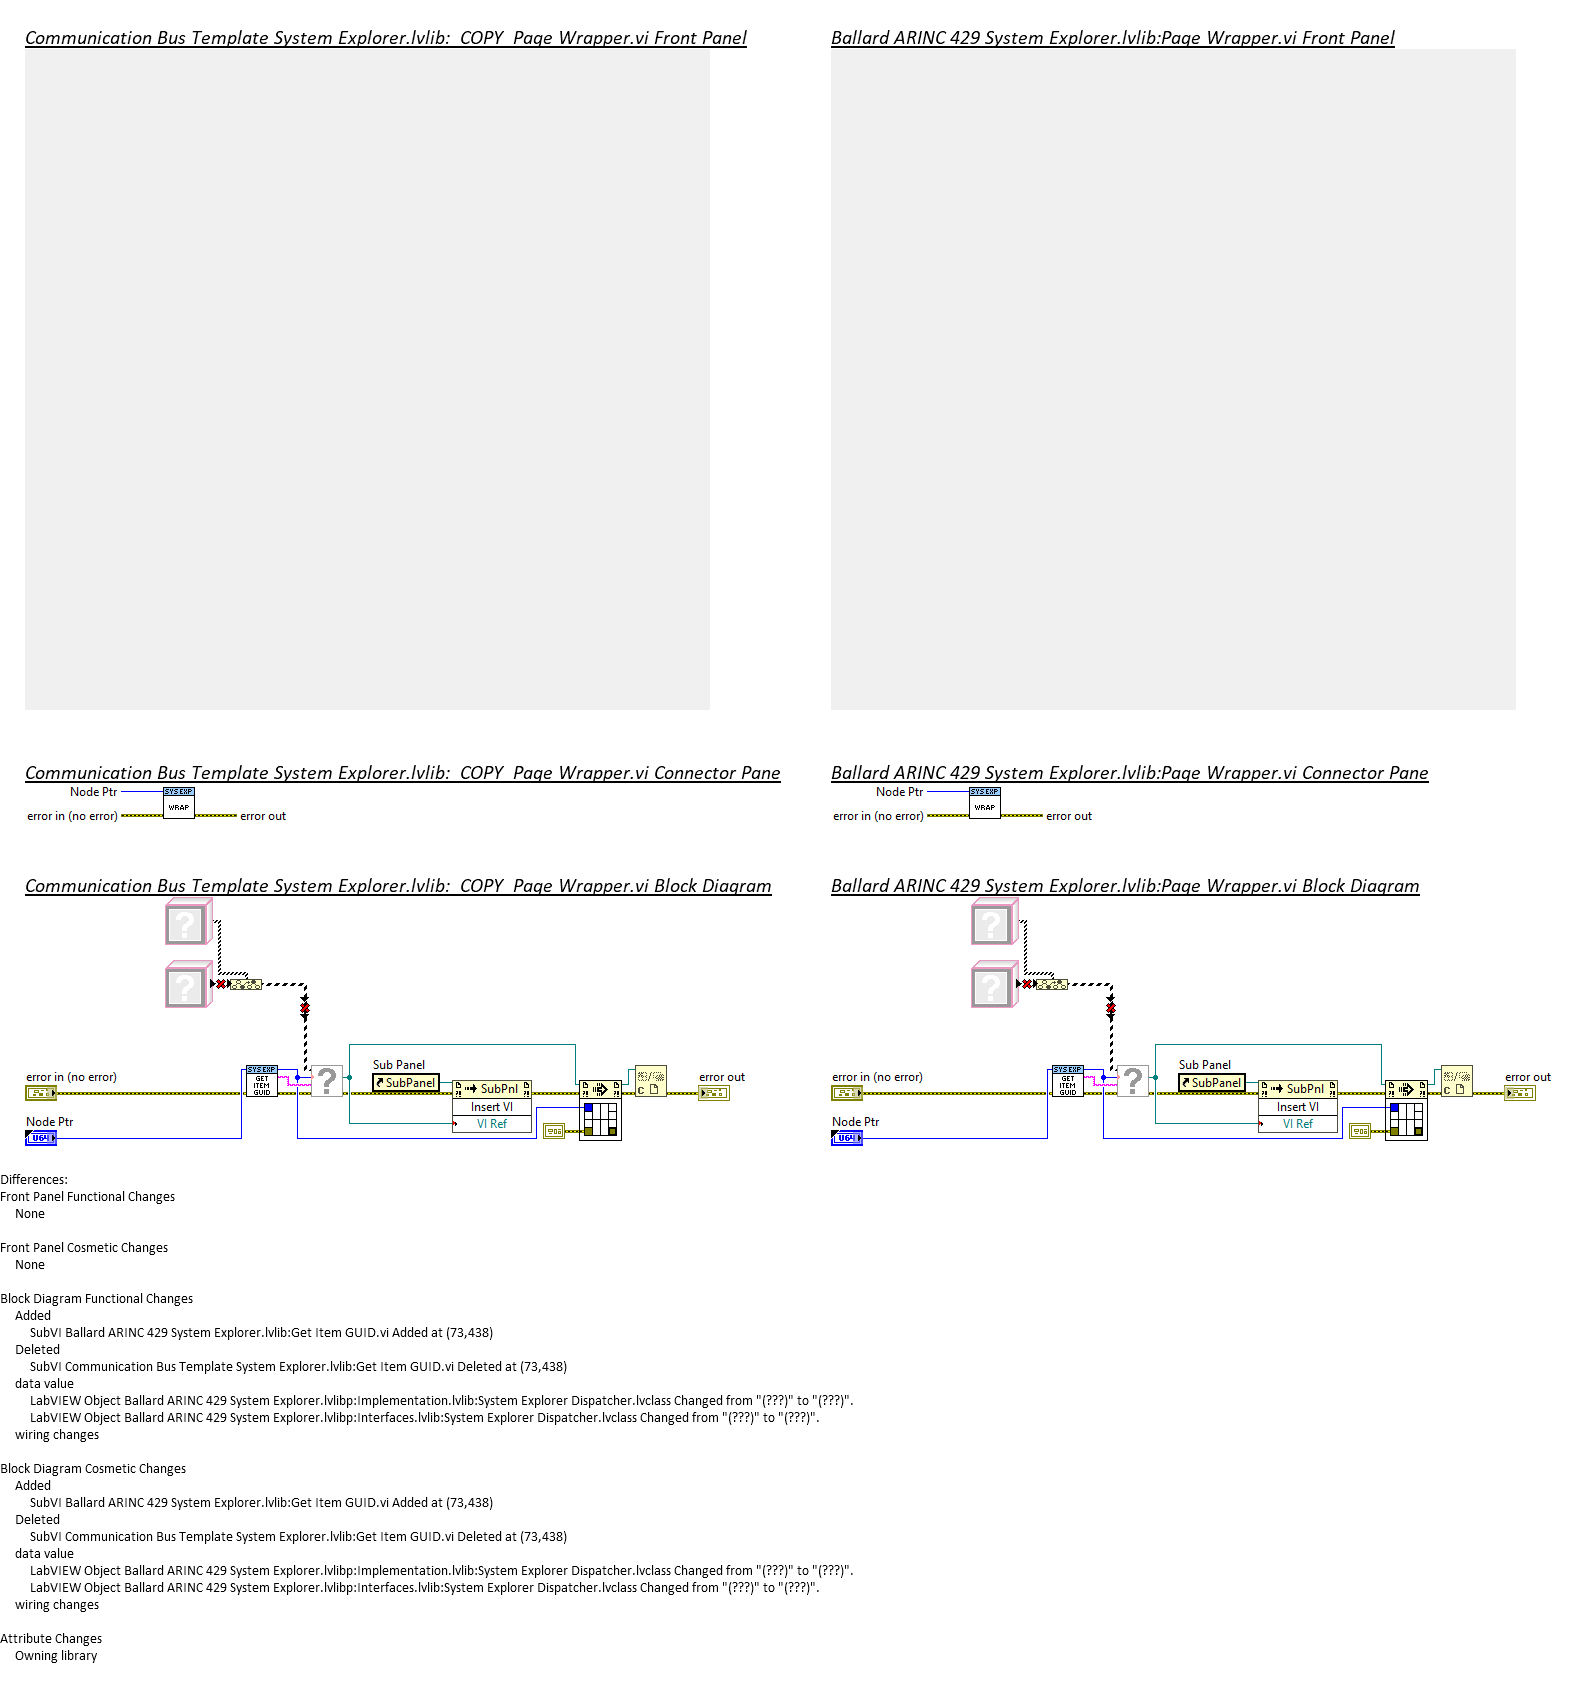 Communication Bus Template System Explorer.lvlib:  COPY  Page Wrapper.vi Front Panel
Ballard ARINC 429 System Explorer.lvlib:Page Wrapper.vi Front Panel
Communication Bus Template System Explorer.lvlib:  COPY  Page Wrapper.vi Connector Pane
Node Ptr
SYS EXP
WRAP
error in (no error)
error out
Ballard ARINC 429 System Explorer.lvlib:Page Wrapper.vi Connector Pane
Node Ptr
SYS EXP
WRAP
error in (no error)
error out
Communication Bus Template System Explorer.lvlib:  COPY  Page Wrapper.vi Block Diagram
?
?
Sub Panel
error in (no error)
SYS EXP
GET
ITEM
GUID
?
SubPanel
SubPnl
Insert VI
VI Ref
C
error out
Node Ptr
U64
Ballard ARINC 429 System Explorer.lvlib:Page Wrapper.vi Block Diagram
?
?
Sub Panel
error in (no error)
SYS EXP
GET
ITEM
GUID
?
SubPanel
SubPnl
Insert VI
VI Ref
C
error out
Node Ptr
U64
Differences:
Front Panel Functional Changes
None
Front Panel Cosmetic Changes
None
Block Diagram Functional Changes
Added
SubVI Ballard ARINC 429 System Explorer.lvlib:Get Item GUID.vi Added at (73,438)
Deleted
SubVI Communication Bus Template System Explorer.lvlib:Get Item GUID.vi Deleted at (73,438)
data value
LabVIEW Object Ballard ARINC 429 System Explorer.lvlibp:Implementation.lvlib:System Explorer Dispatcher.lvclass Changed from "(???)" to "(???)".
LabVIEW Object Ballard ARINC 429 System Explorer.lvlibp:Interfaces.lvlib:System Explorer Dispatcher.lvclass Changed from "(???)" to "(???)".
wiring changes
Block Diagram Cosmetic Changes
Added
SubVI Ballard ARINC 429 System Explorer.lvlib:Get Item GUID.vi Added at (73,438)
Deleted
SubVI Communication Bus Template System Explorer.lvlib:Get Item GUID.vi Deleted at (73,438)
data value
LabVIEW Object Ballard ARINC 429 System Explorer.lvlibp:Implementation.lvlib:System Explorer Dispatcher.lvclass Changed from "(???)" to "(???)".
LabVIEW Object Ballard ARINC 429 System Explorer.lvlibp:Interfaces.lvlib:System Explorer Dispatcher.lvclass Changed from "(???)" to "(???)".
wiring changes
Attribute Changes
Owning library